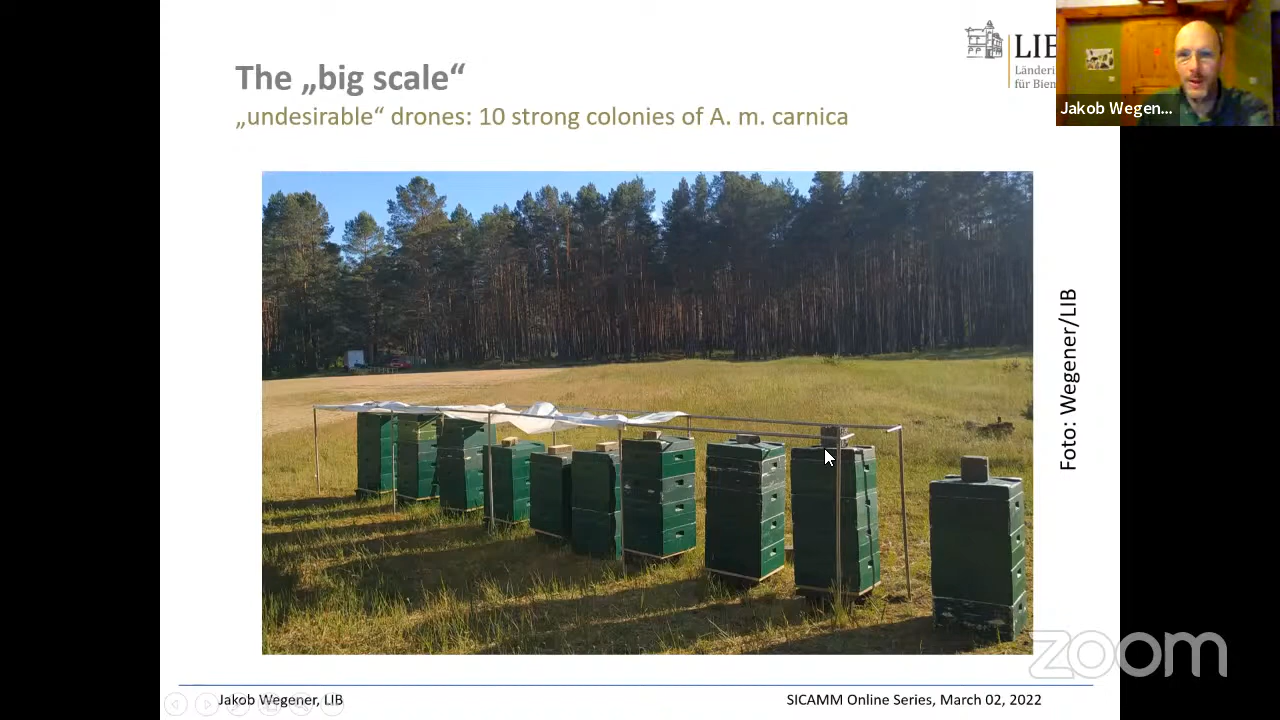 The „big scale“
„undesirable“ drones: 10 strong colonies of A. m. carnica
LIB
Länderi
für Bien
Jakob Wegen...
Foto: Wegener/LIB
zoom
Jakob Wegener, LIB
SICAMM Online Series, March 02, 2022